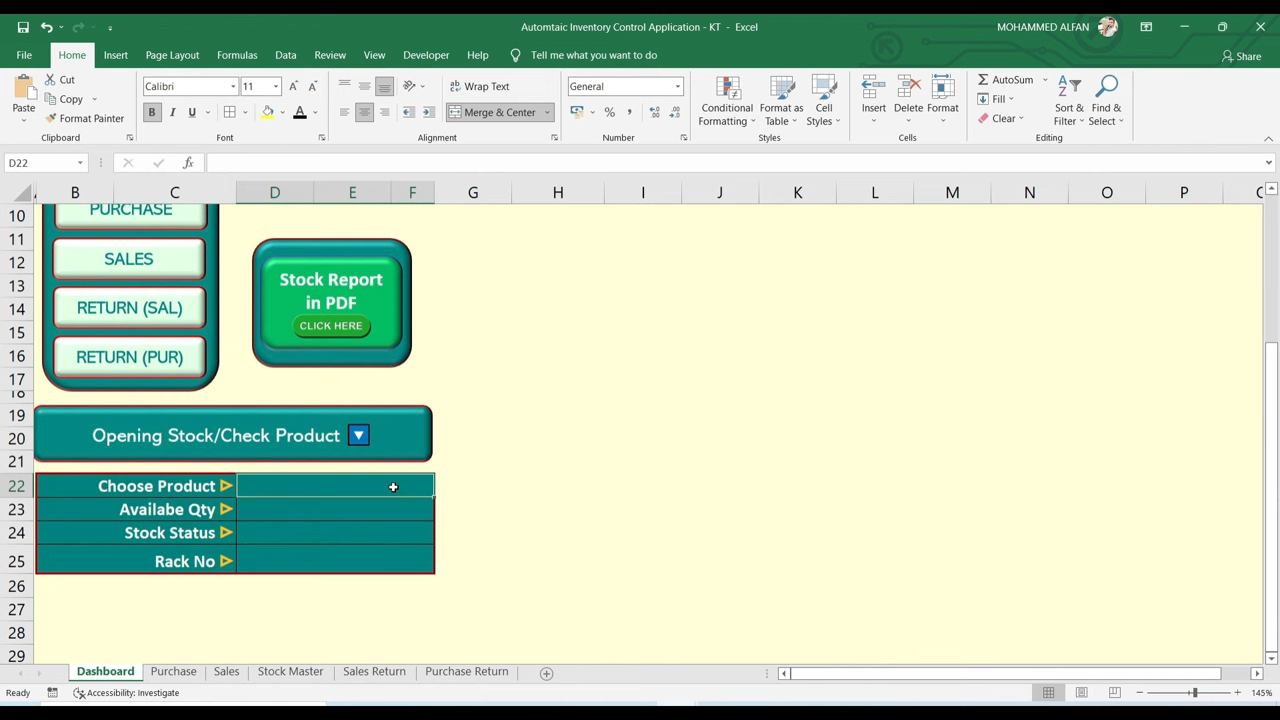 Automtaic Inventory Control Application - KT - Excel
MOHAMMED ALFAN
File Home Insert Page Layout Formulas Data Review View Developer Help Tell me what you want to do Share
Paste
Cut
Copy
Format Painter
Clipboard
Calibri 11
B I U A
Font
Wrap Text
Merge & Center
Alignment
General
%
Number
Conditional Formatting
Format as Table
Cell Styles
Styles
Insert
Delete
Format
Cells
AutoSum
Fill
Clear
Sort & Filter
Find & Select
Editing
D22
fx
B C D E F G H I J K L M N O P
10
11
12
13
14
15
16
17
18
19
20
21
22
23
24
25
26
27
28
29
PURCHASE
SALES
RETURN (SAL)
RETURN (PUR)
Stock Report
in PDF
CLICK HERE
Opening Stock/Check Product
Choose Product
Availabe Qty
Stock Status
Rack No
Dashboard Purchase Sales Stock Master Sales Return Purchase Return
Ready Accessibility: Investigate 145%